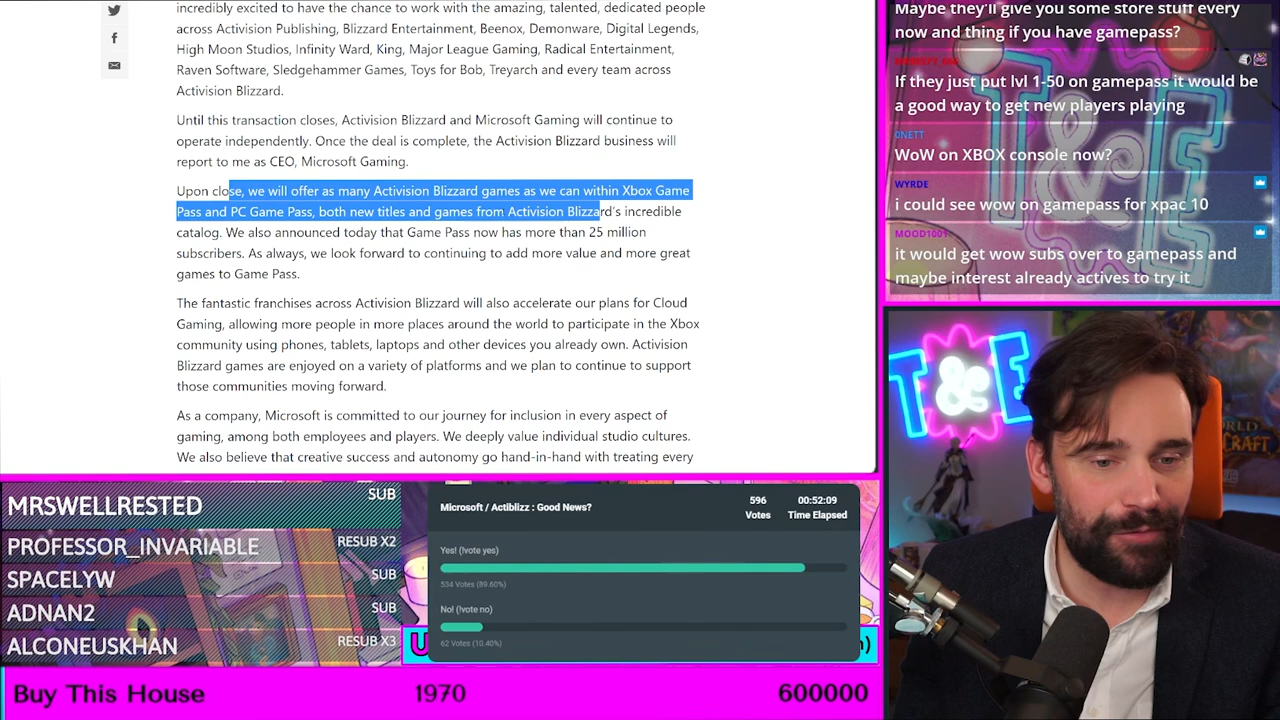 incredibly excited to have the chance to work with the amazing, talented, dedicated people
across Activision Publishing, Blizzard Entertainment, Beenox, Demonware, Digital Legends,
High Moon Studios, Infinity Ward, King, Major League Gaming, Radical Entertainment,
Raven Software, Sledgehammer Games, Toys for Bob, Treyarch and every team across
Activision Blizzard.
Until this transaction closes, Activision Blizzard and Microsoft Gaming will continue to
operate independently. Once the deal is complete, the Activision Blizzard business will
report to me as CEO, Microsoft Gaming.
Upon close, we will offer as many Activision Blizzard games as we can within Xbox Game
Pass and PC Game Pass, both new titles and games from Activision Blizzard's incredible
catalog. We also announced today that Game Pass now has more than 25 million
subscribers. As always, we look forward to continuing to add more value and more great
games to Game Pass.
The fantastic franchises across Activision Blizzard will also accelerate our plans for Cloud
Gaming, allowing more people in more places around the world to participate in the Xbox
community using phones, tablets, laptops and other devices you already own. Activision
Blizzard games are enjoyed on a variety of platforms and we plan to continue to support
those communities moving forward.
As a company, Microsoft is committed to our journey for inclusion in every aspect of
gaming, among both employees and players. We deeply value individual studio cultures.
We also believe that creative success and autonomy go hand-in-hand with treating every
Maybe they'll give you some store stuff every
now and thing if you have gamepass?
If they just put lvl 1-50 on gamepass it would be
a good way to get new players playing
0NETT
WoW on XBOX console now?
WYRDE
i could see wow on gamepass for xpac 10
MOOD1001
it would get wow subs over to gamepass and
maybe interest already actives to try it
T&E
T&E
MRSWELLRESTED SUB
PROFESSOR_INVARIABLE RESUB X2
SPACELYW SUB
ADNAN2 SUB
ALCONEUSKHAN RESUB X3
Microsoft / Actiblizz : Good News?
596 00:52:09
Votes Time Elapsed
Yes! (!vote yes)
534 Votes (89.60%)
No! (!vote no)
62 Votes (10.40%)
Buy This House 1970 600000